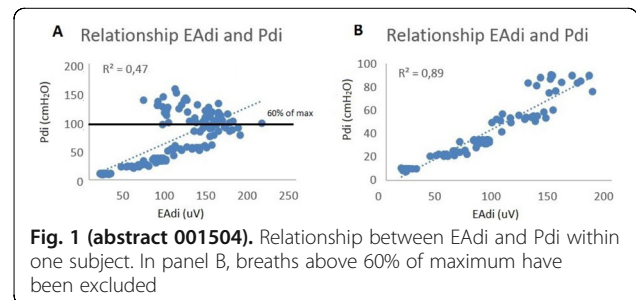 A Relationship EAdi and Pdi
R² = 0,47
Pdi (cmH2O)
200
150
100
50
0
60% of max
50 100 150 200 250
EAdi (uV)
B Relationship EAdi and Pdi
R² = 0,89
Pdi (cmH2O)
100
80
60
40
20
0
0 50 100 150 200
EAdi (uV)
Fig. 1 (abstract 001504). Relationship between EAdi and Pdi within
one subject. In panel B, breaths above 60% of maximum have
been excluded